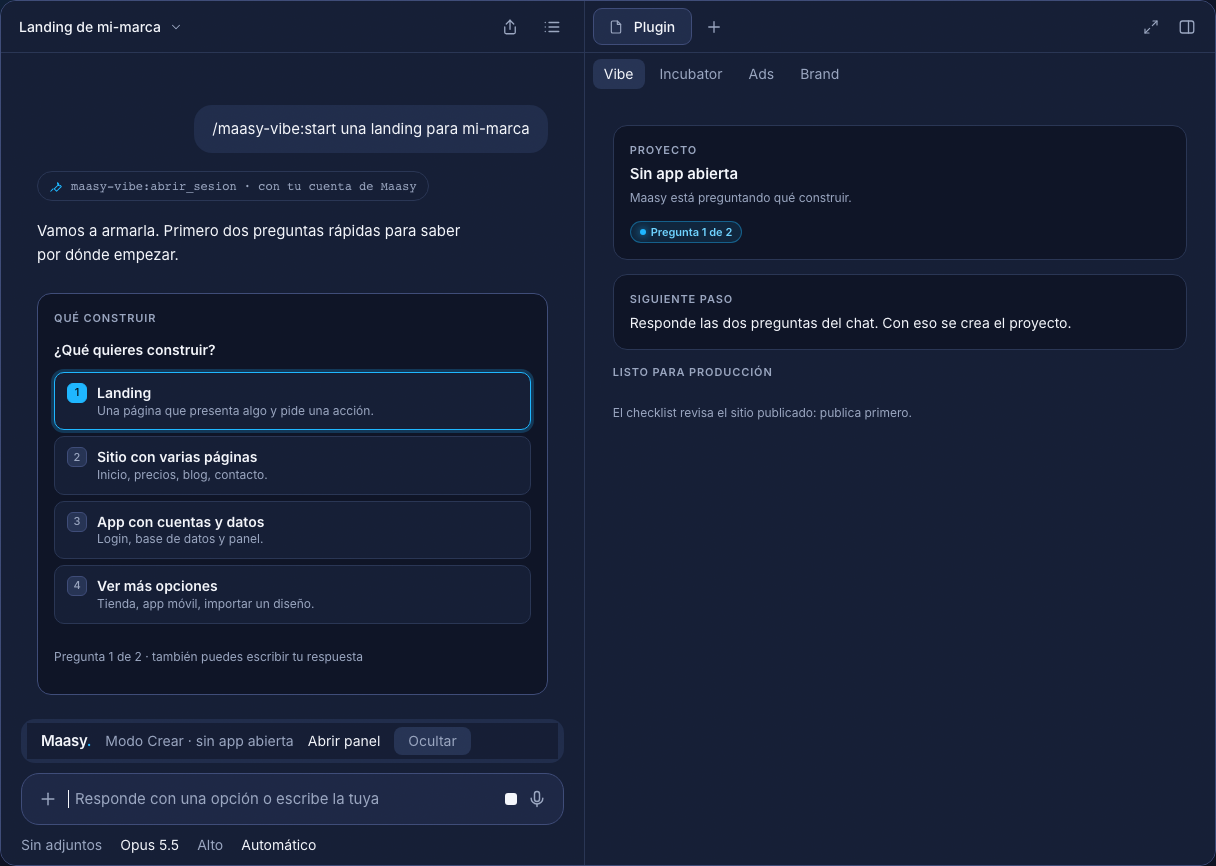 Landing de mi-marca
/maasy-vibe:start una landing para mi-marca
maasy-vibe:abrir_sesion · con tu cuenta de Maasy
Vamos a armarla. Primero dos preguntas rápidas para saber
por dónde empezar.
QUÉ CONSTRUIR
¿Qué quieres construir?
1 Landing
Una página que presenta algo y pide una acción.
2 Sitio con varias páginas
Inicio, precios, blog, contacto.
3 App con cuentas y datos
Login, base de datos y panel.
4 Ver más opciones
Tienda, app móvil, importar un diseño.
Pregunta 1 de 2 · también puedes escribir tu respuesta
Maasy. Modo Crear · sin app abierta Abrir panel Ocultar
Responde con una opción o escribe la tuya
Sin adjuntos Opus 5.5 Alto Automático
Plugin
Vibe Incubator Ads Brand
PROYECTO
Sin app abierta
Maasy está preguntando qué construir.
Pregunta 1 de 2
SIGUIENTE PASO
Responde las dos preguntas del chat. Con eso se crea el proyecto.
LISTO PARA PRODUCCIÓN
El checklist revisa el sitio publicado: publica primero.